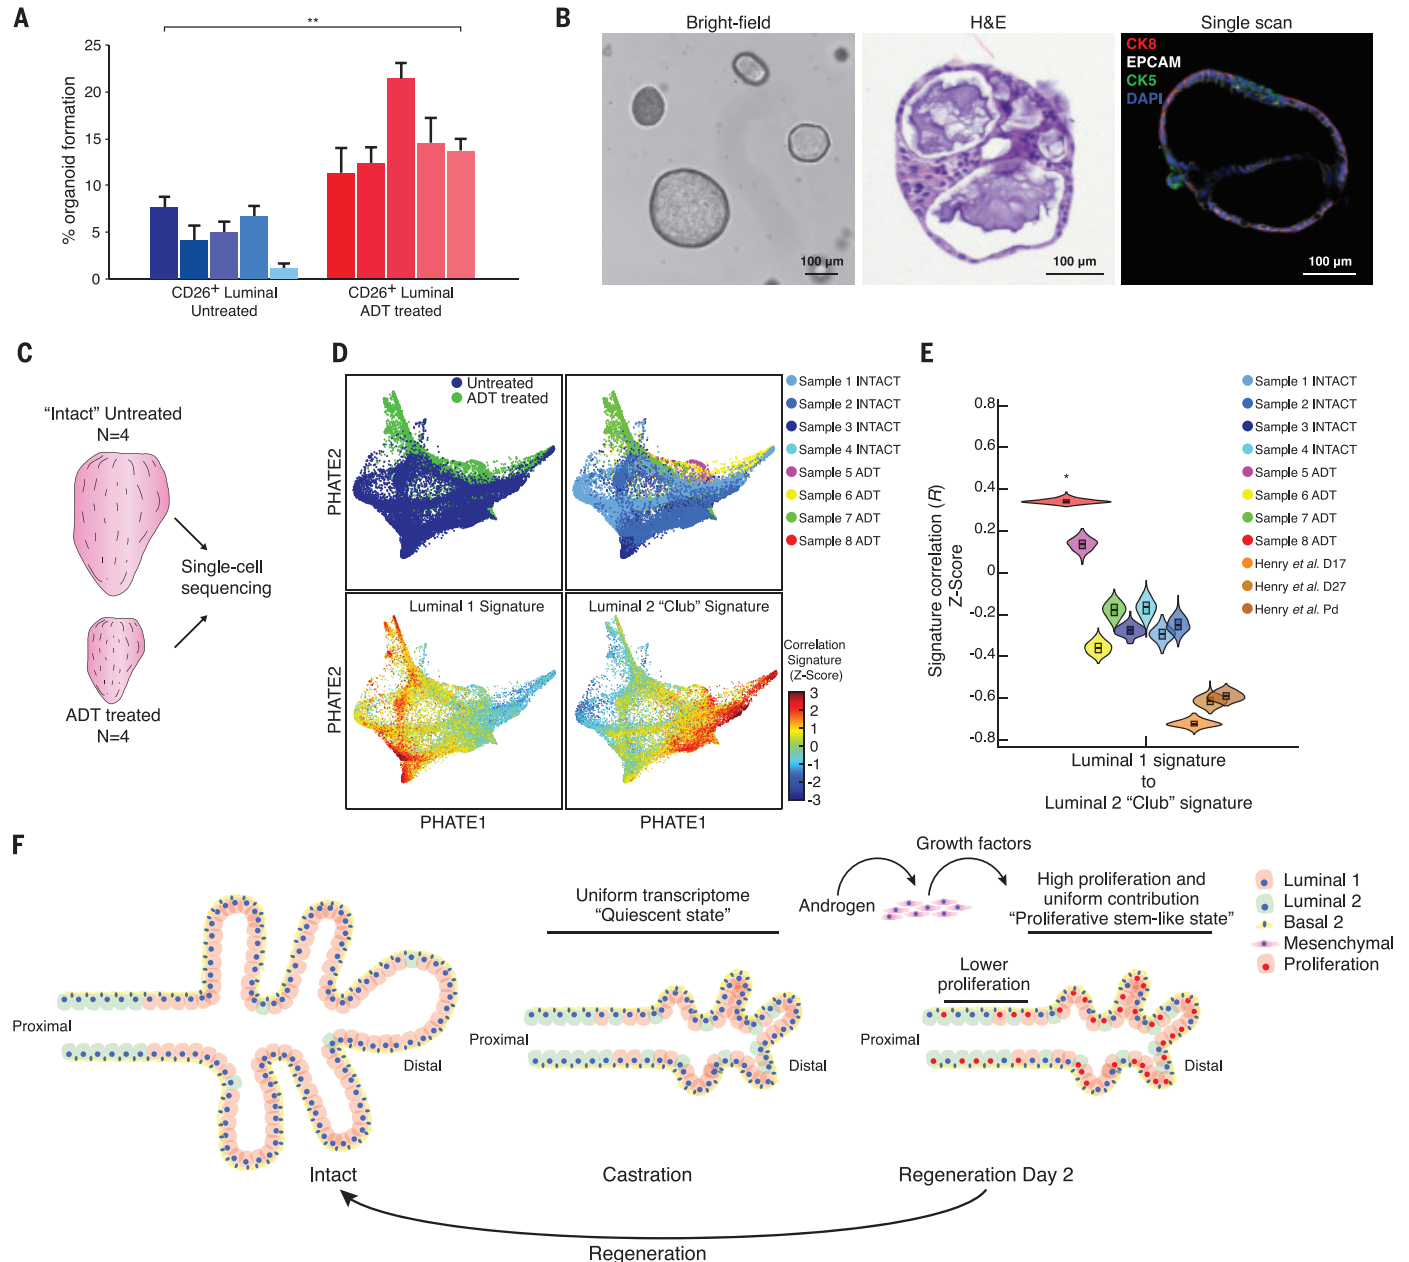 A
**
% organoid formation
25
20
15
10
5
0
CD26+ Luminal
Untreated
CD26+ Luminal
ADT treated
B
Bright-field
H&E
Single scan
CK8
EPCAM
CK5
DAPI
100 µm
100 µm
100 µm
C
"Intact" Untreated
N=4
Single-cell
sequencing
ADT treated
N=4
D
PHATE2
Untreated
ADT treated
Sample 1 INTACT
Sample 2 INTACT
Sample 3 INTACT
Sample 4 INTACT
Sample 5 ADT
Sample 6 ADT
Sample 7 ADT
Sample 8 ADT
PHATE2
Luminal 1 Signature
Luminal 2 "Club" Signature
Correlation
Signature
(Z-Score)
3
2
1
0
-1
-2
-3
PHATE1
PHATE1
E
Signature correlation (R)
Z-Score
0.8
0.6
0.4
0.2
0
-0.2
-0.4
-0.6
-0.8
*
Sample 1 INTACT
Sample 2 INTACT
Sample 3 INTACT
Sample 4 INTACT
Sample 5 ADT
Sample 6 ADT
Sample 7 ADT
Sample 8 ADT
Henry et al. D17
Henry et al. D27
Henry et al. Pd
Luminal 1 signature
to
Luminal 2 "Club" signature
F
Proximal
Distal
Intact
Uniform transcriptome
"Quiescent state"
Proximal
Distal
Castration
Androgen
Growth factors
High proliferation and
uniform contribution
"Proliferative stem-like state"
Lower
proliferation
Proximal
Distal
Regeneration Day 2
Luminal 1
Luminal 2
Basal 2
Mesenchymal
Proliferation
Regeneration